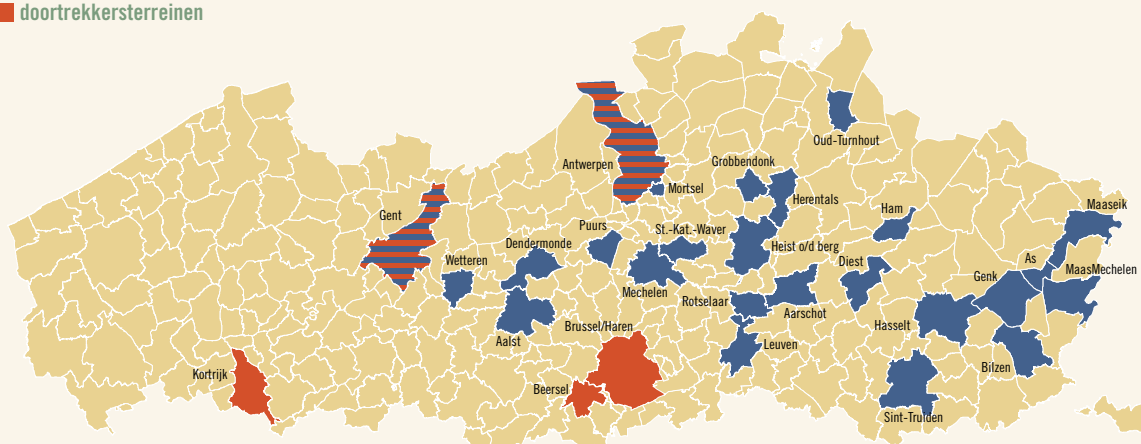 doortrekkersterreinen
Oud-Turnhout
Antwerpen
Grobbendonk
Mortsel
Herentals
Gent
Puurs
St.-Kat.-Waver
Ham
Maaseik
Dendermonde
Heist o/d berg
Wetteren
Diest
As
Genk
MaasMechelen
Mechelen
Rotselaar
Aarschot
Brussel/Haren
Hasselt
Aalst
Leuven
Kortrijk
Bilzen
Beersel
Sint-Truiden